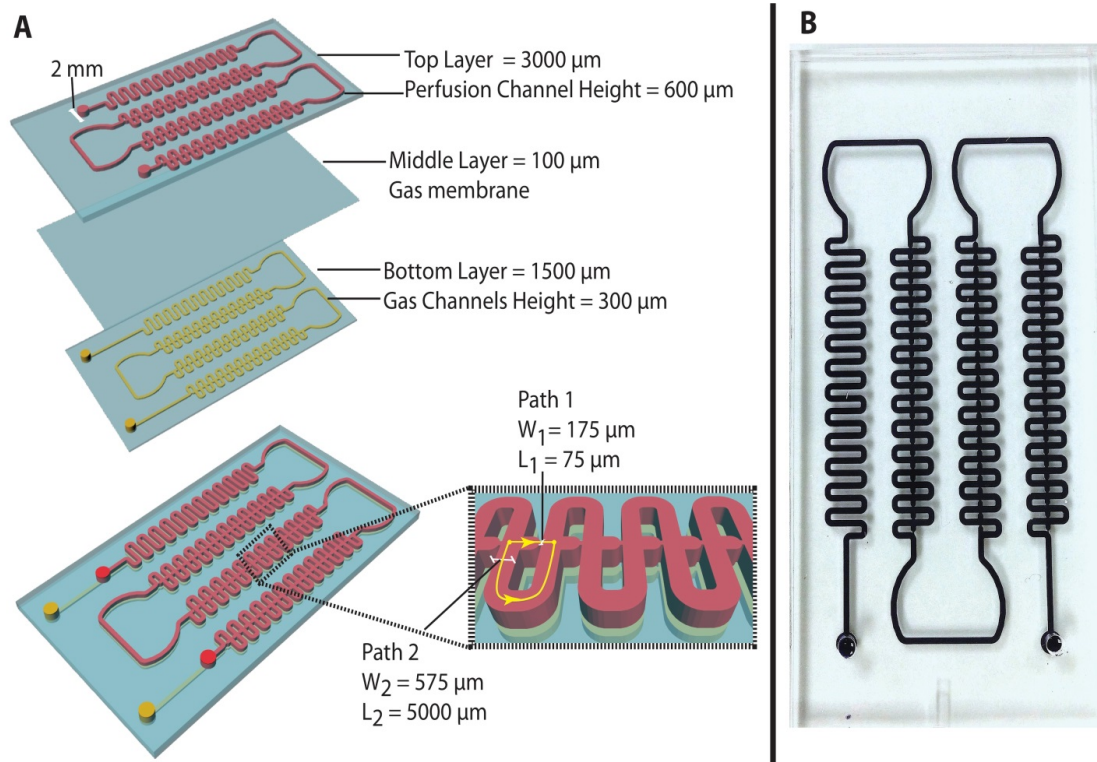 A
2 mm
Top Layer = 3000 µm
Perfusion Channel Height = 600 µm
Middle Layer = 100 µm
Gas membrane
Bottom Layer = 1500 µm
Gas Channels Height = 300 µm
Path 1
W₁ = 175 µm
L₁ = 75 µm
Path 2
W₂ = 575 µm
L₂ = 5000 µm
B